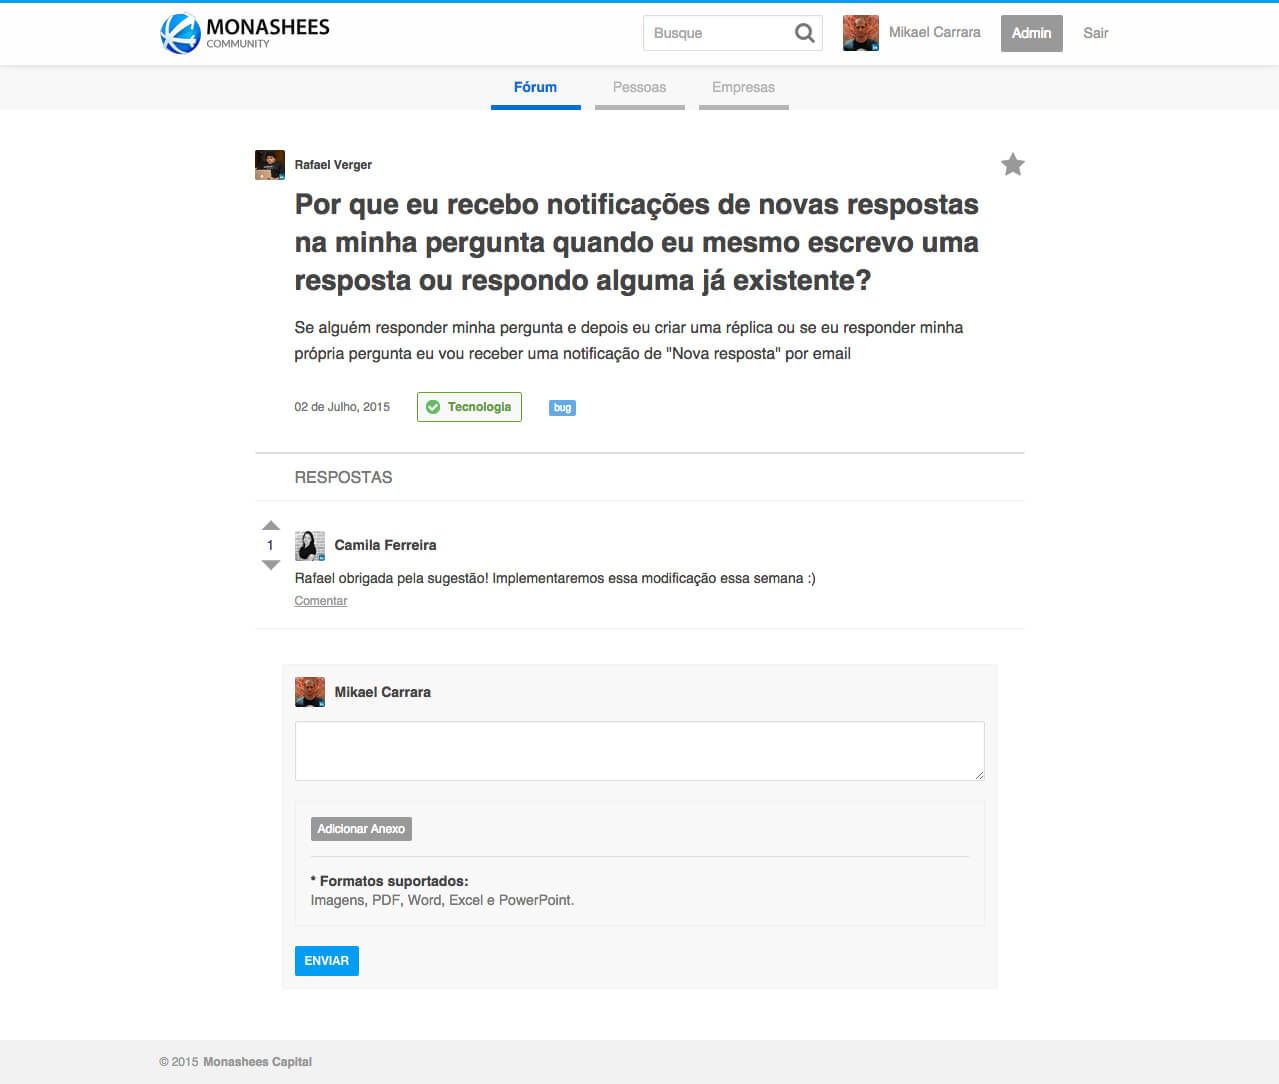 MONASHEES
COMMUNITY
Busque
Mikael Carrara
Admin
Sair
Fórum
Pessoas
Empresas
Rafael Verger
Por que eu recebo notificações de novas respostas
na minha pergunta quando eu mesmo escrevo uma
resposta ou respondo alguma já existente?
Se alguém responder minha pergunta e depois eu criar uma réplica ou se eu responder minha
própria pergunta eu vou receber uma notificação de "Nova resposta" por email
02 de Julho, 2015
Tecnologia
bug
RESPOSTAS
1
Camila Ferreira
Rafael obrigada pela sugestão! Implementaremos essa modificação essa semana :)
Comentar
Mikael Carrara
Adicionar Anexo
* Formatos suportados:
Imagens, PDF, Word, Excel e PowerPoint.
ENVIAR
© 2015 Monashees Capital